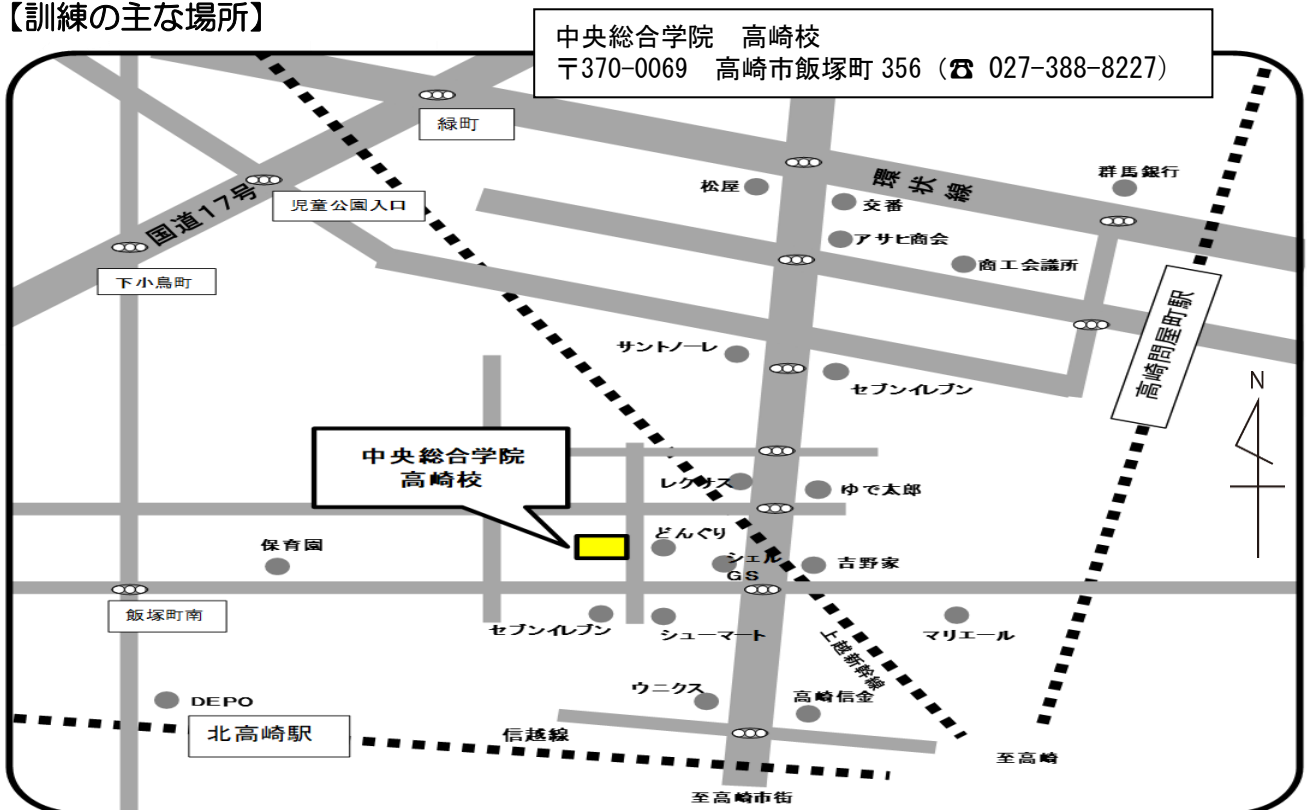 【訓練の主な場所】
中央総合学院　高崎校
〒370-0069　高崎市飯塚町 356（☎ 027-388-8227）
緑町
群馬銀行
環状線
松屋
交番
国道17号
児童公園入口
アサヒ商会
商工会議所
下小鳥町
高崎問屋町駅
サントノーレ
セブンイレブン
N
中央総合学院
高崎校
レクサス
ゆで太郎
どんぐり
保育園
シェル
GS
吉野家
飯塚町南
セブンイレブン
シューマート
マリエール
上越新幹線
ウニクス
高崎信金
DEPO
北高崎駅
信越線
至高崎
至高崎市街